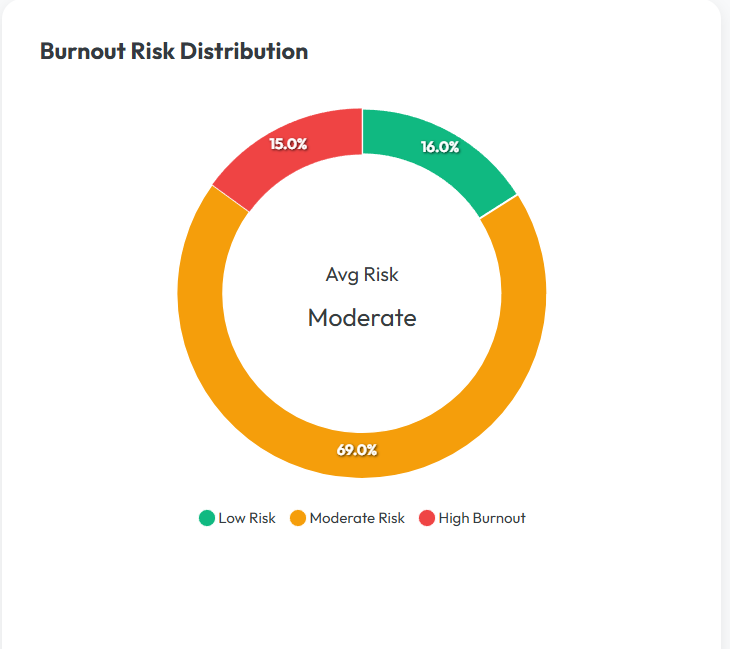 Burnout Risk Distribution
15.0%
16.0%
Avg Risk
Moderate
69.0%
Low Risk Moderate Risk High Burnout